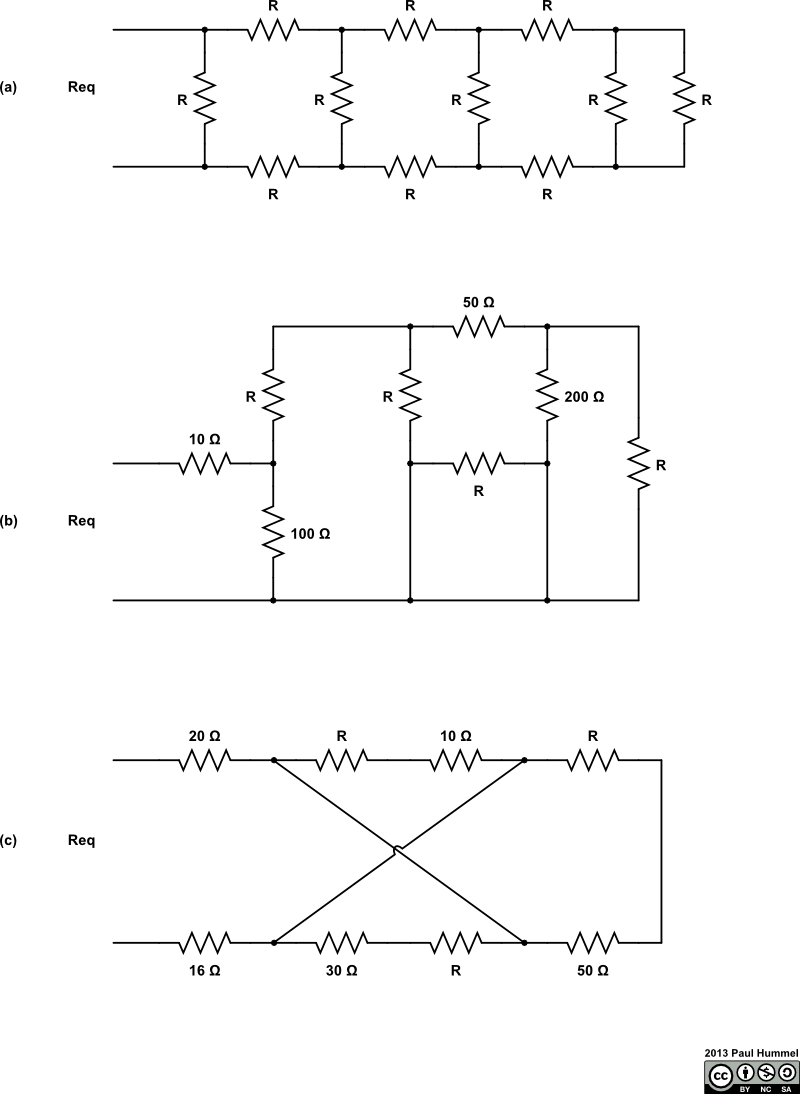 R R R
(a) Req R R R R R
R R R
50 Ω
R R 200 Ω
10 Ω
R
R
(b) Req 100 Ω
20 Ω R 10 Ω R
(c) Req
16 Ω 30 Ω R 50 Ω
2013 Paul Hummel
cc
BY NC SA